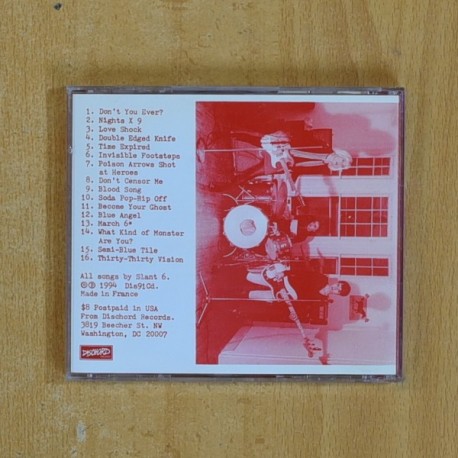 1. Don't You Ever?
2. Nights X 9
3. Love Shock
4. Double Edged Knife
5. Time Expired
6. Invisible Footsteps
7. Poison Arrows Shot
at Heroes
8. Don't Censor Me
9. Blood Song
10. Soda Pop-Rip Off
11. Become Your Ghost
12. Blue Angel
13. March 6*
14. What Kind of Monster
Are You?
15. Semi-Blue Tile
16. Thirty-Thirty Vision
All songs by Slant 6.
©℗ 1994 Dis91Cd.
Made in France
$8 Postpaid in USA
From Dischord Records.
3819 Beecher St. NW
Washington, DC 20007
DISCHORD